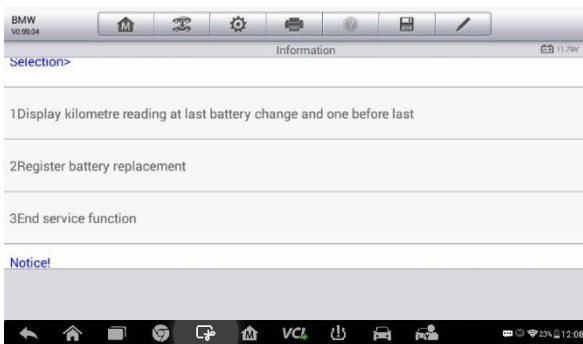 BMW
V0.99.04
Information
11.79V
Selection>
1Display kilometre reading at last battery change and one before last
2Register battery replacement
3End service function
Notice!
VCI
23%
12:08